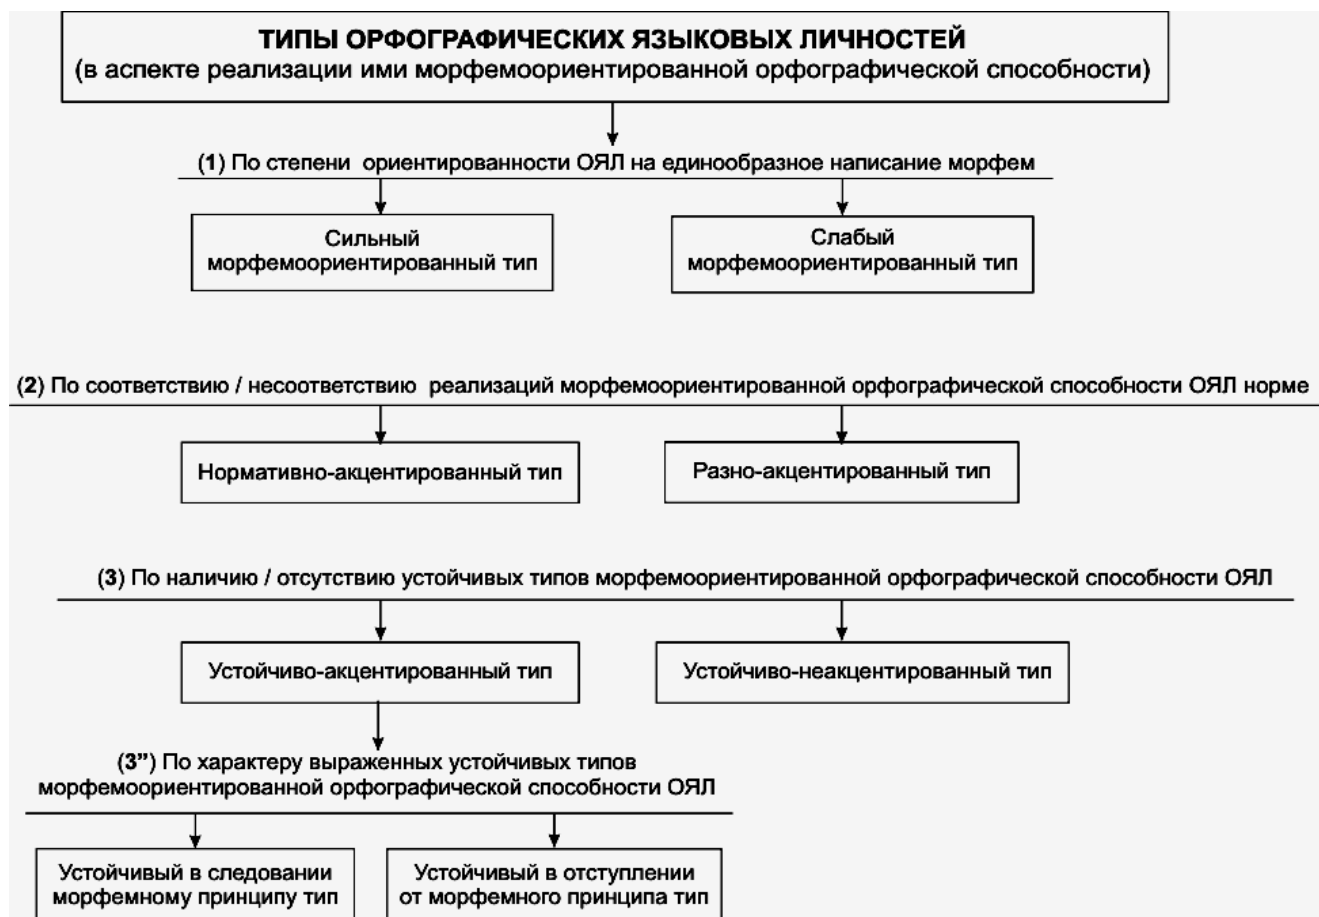 ТИПЫ ОРФОГРАФИЧЕСКИХ ЯЗЫКОВЫХ ЛИЧНОСТЕЙ
(в аспекте реализации ими морфемоориентированной орфографической способности)
(1) По степени ориентированности ОЯЛ на единообразное написание морфем
Сильный
морфемоориентированный тип
Слабый
морфемоориентированный тип
(2) По соответствию / несоответствию реализаций морфемоориентированной орфографической способности ОЯЛ норме
Нормативно-акцентированный тип
Разно-акцентированный тип
(3) По наличию / отсутствию устойчивых типов морфемоориентированной орфографической способности ОЯЛ
Устойчиво-акцентированный тип
Устойчиво-неакцентированный тип
(3”) По характеру выраженных устойчивых типов
морфемоориентированной орфографической способности ОЯЛ
Устойчивый в следовании
морфемному принципу тип
Устойчивый в отступлении
от морфемного принципа тип